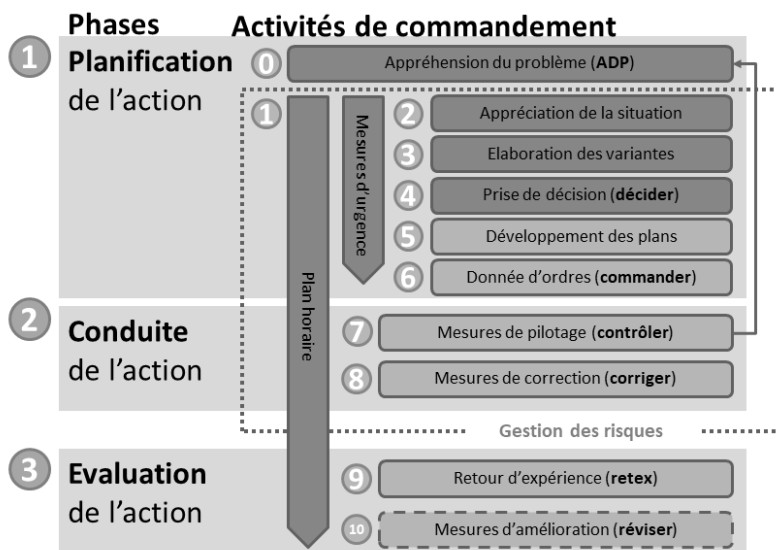 Phases
Activités de commandement
1
Planification
de l'action
0
Appréhension du problème (ADP)
1
Plan horaire
Mesures d'urgence
2
Appréciation de la situation
3
Elaboration des variantes
4
Prise de décision (décider)
5
Développement des plans
6
Donnée d'ordres (commander)
2
Conduite
de l'action
7
Mesures de pilotage (contrôler)
8
Mesures de correction (corriger)
Gestion des risques
3
Evaluation
de l'action
9
Retour d'expérience (retex)
10
Mesures d'amélioration (réviser)